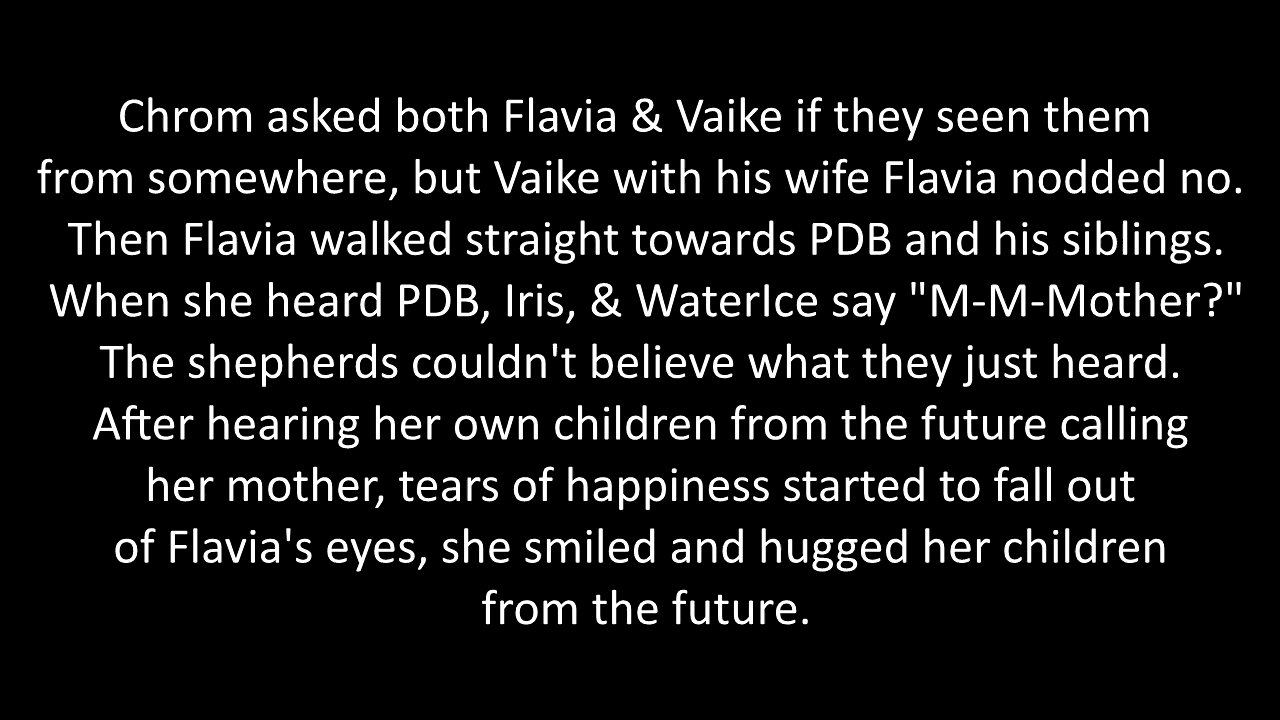 Chrom asked both Flavia & Vaike if they seen them
from somewhere, but Vaike with his wife Flavia nodded no.
Then Flavia walked straight towards PDB and his siblings.
When she heard PDB, Iris, & WaterIce say "M-M-Mother?"
The shepherds couldn't believe what they just heard.
After hearing her own children from the future calling
her mother, tears of happiness started to fall out
of Flavia's eyes, she smiled and hugged her children
from the future.